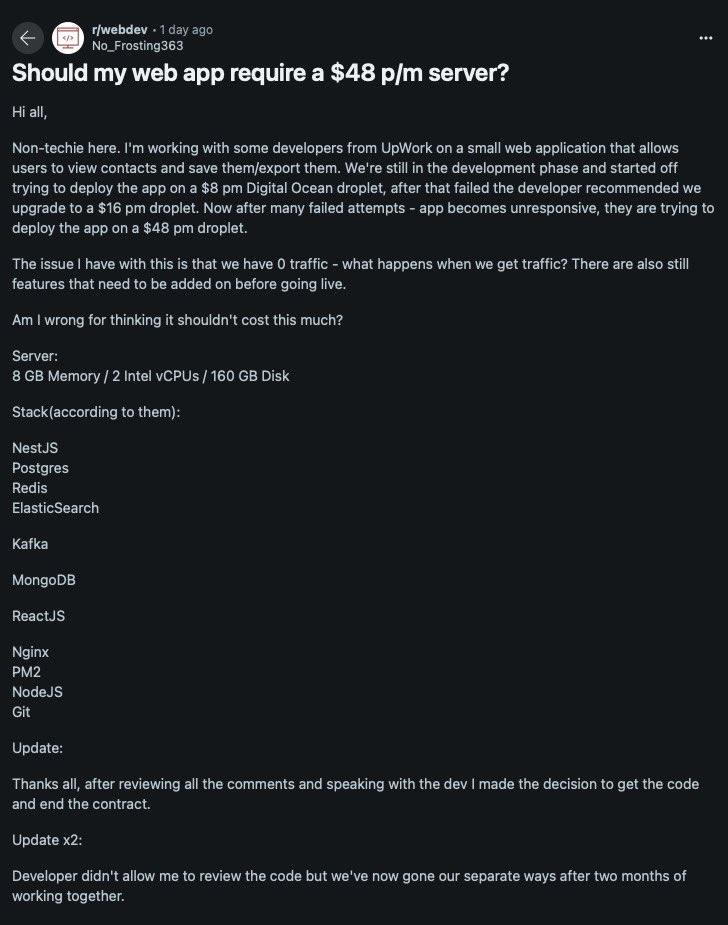 r/webdev • 1 day ago
No_Frosting363
Should my web app require a $48 p/m server?
Hi all,
Non-techie here. I'm working with some developers from UpWork on a small web application that allows
users to view contacts and save them/export them. We're still in the development phase and started off
trying to deploy the app on a $8 pm Digital Ocean droplet, after that failed the developer recommended we
upgrade to a $16 pm droplet. Now after many failed attempts - app becomes unresponsive, they are trying to
deploy the app on a $48 pm droplet.
The issue I have with this is that we have 0 traffic - what happens when we get traffic? There are also still
features that need to be added on before going live.
Am I wrong for thinking it shouldn't cost this much?
Server:
8 GB Memory / 2 Intel vCPUs / 160 GB Disk
Stack(according to them):
NestJS
Postgres
Redis
ElasticSearch
Kafka
MongoDB
ReactJS
Nginx
PM2
NodeJS
Git
Update:
Thanks all, after reviewing all the comments and speaking with the dev I made the decision to get the code
and end the contract.
Update x2:
Developer didn't allow me to review the code but we've now gone our separate ways after two months of
working together.